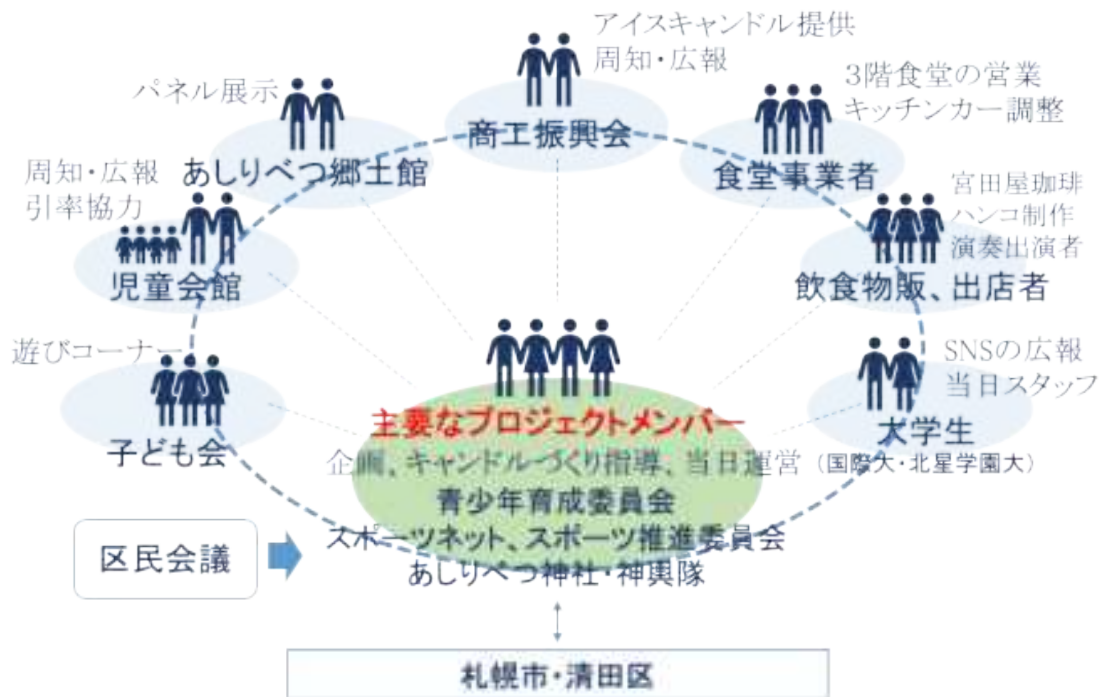 アイスキャンドル提供
周知・広報
商工振興会
パネル展示
あしりべつ郷土館
3階食堂の営業
キッチンカー調整
食堂事業者
周知・広報
引率協力
児童会館
宮田屋珈琲
ハンコ制作
演奏出演者
飲食物販、出店者
遊びコーナー
子ども会
SNSの広報
当日スタッフ
大学生
(国際大・北星学園大)
主要なプロジェクトメンバー
企画、キャンドルづくり指導、当日運営
青少年育成委員会
スポーツネット、スポーツ推進委員会
あしりべつ神社・神輿隊
区民会議
札幌市・清田区